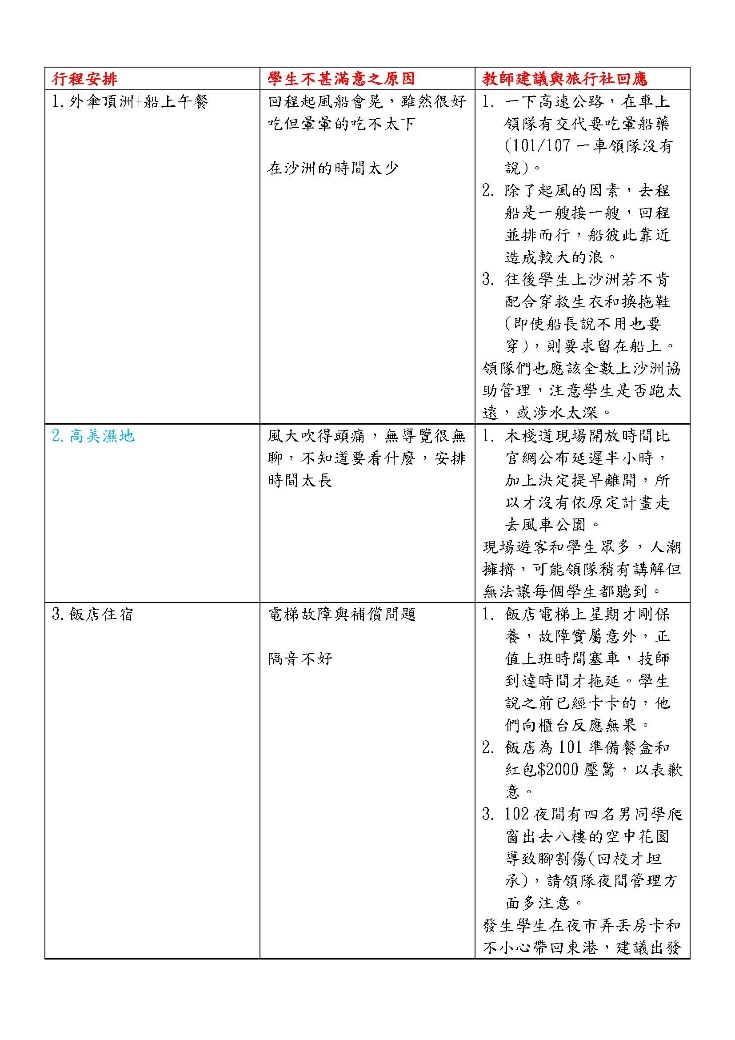 行程安排
學生不甚滿意之原因
教師建議與旅行社回應
1.外傘頂洲+船上午餐
回程起風船會晃，雖然很好
吃但暈暈的吃不太下
在沙洲的時間太少
1. 一下高速公路，在車上
領隊有交代要吃暈船藥
(101/107 一車領隊沒有
說)。
2. 除了起風的因素，去程
船是一艘接一艘，回程
並排而行，船彼此靠近
造成較大的浪。
3. 往後學生上沙洲若不肯
配合穿救生衣和換拖鞋
(即使船長說不用也要
穿)，則要求留在船上。
領隊們也應該全數上沙洲協
助管理，注意學生是否跑太
遠，或涉水太深。
2.高美濕地
風大吹得頭痛，無導覽很無
聊，不知道要看什麼，安排
時間太長
1. 木棧道現場開放時間比
官網公布延遲半小時，
加上決定提早離開，所
以才沒有依原定計畫走
去風車公園。
現場遊客和學生眾多，人潮
擁擠，可能領隊稍有講解但
無法讓每個學生都聽到。
3.飯店住宿
電梯故障與補償問題
隔音不好
1. 飯店電梯上星期才剛保
養，故障實屬意外，正
值上班時間塞車，技師
到達時間才拖延。學生
說之前已經卡卡的，他
們向櫃台反應無果。
2. 飯店為 101 準備餐盒和
紅包$2000 壓驚，以表歉
意。
3. 102 夜間有四名男同學爬
窗出去八樓的空中花園
導致腳割傷(回校才坦
承)，請領隊夜間管理方
面多注意。
發生學生在夜市弄丟房卡和
不小心帶回東港，建議出發